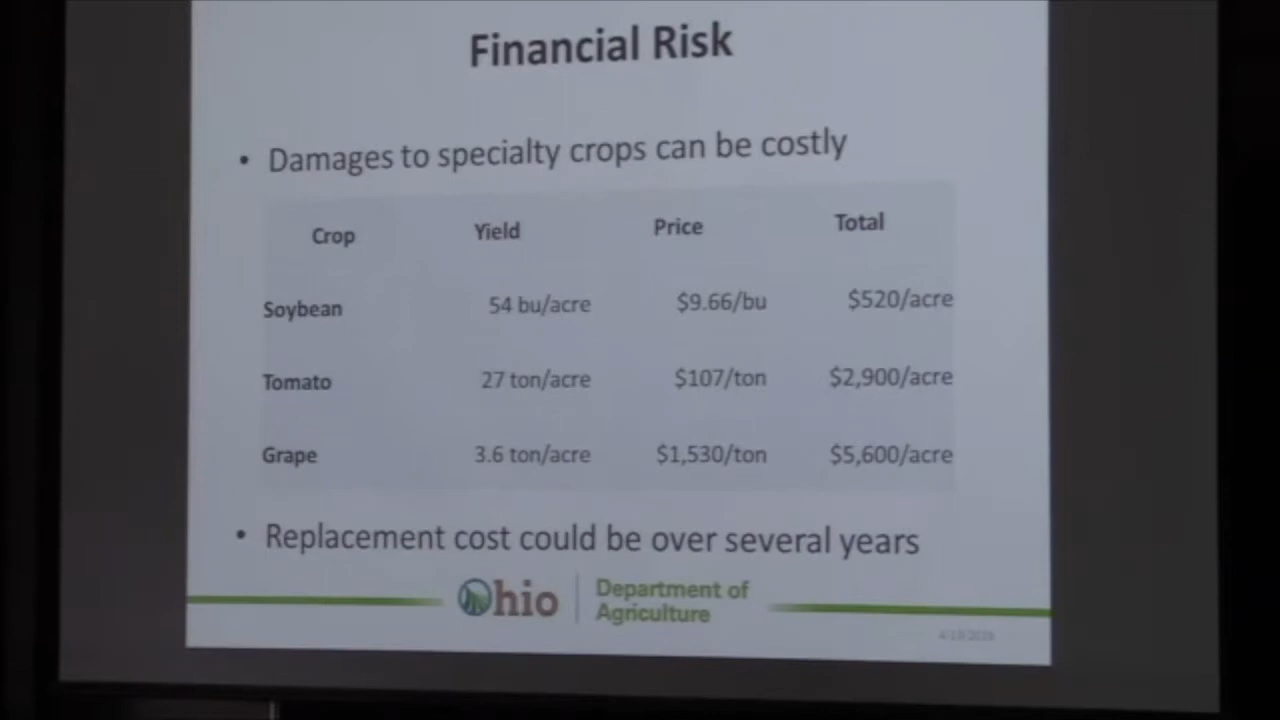 Financial Risk
• Damages to specialty crops can be costly
Crop Yield Price Total
Soybean 54 bu/acre $9.66/bu $520/acre
Tomato 27 ton/acre $107/ton $2,900/acre
Grape 3.6 ton/acre $1,530/ton $5,600/acre
• Replacement cost could be over several years
Ohio Department of
Agriculture